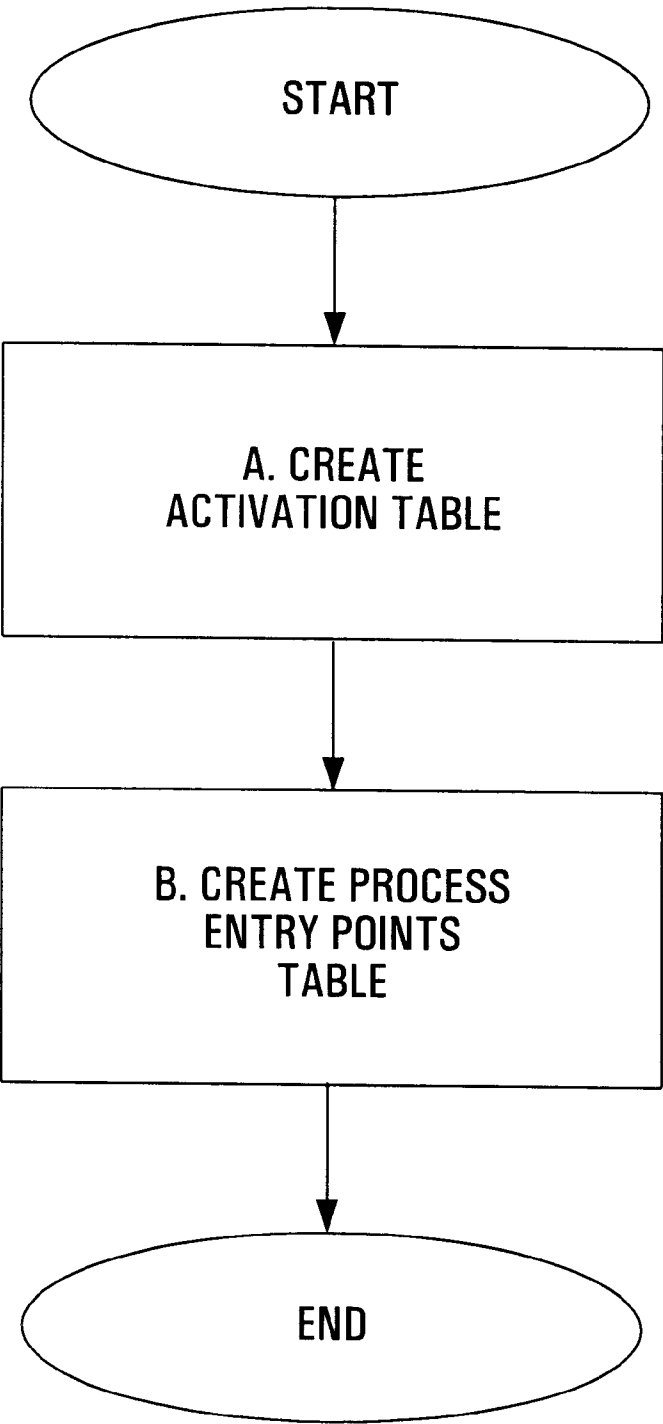 START
A. CREATE
ACTIVATION TABLE
B. CREATE PROCESS
ENTRY POINTS
TABLE
END